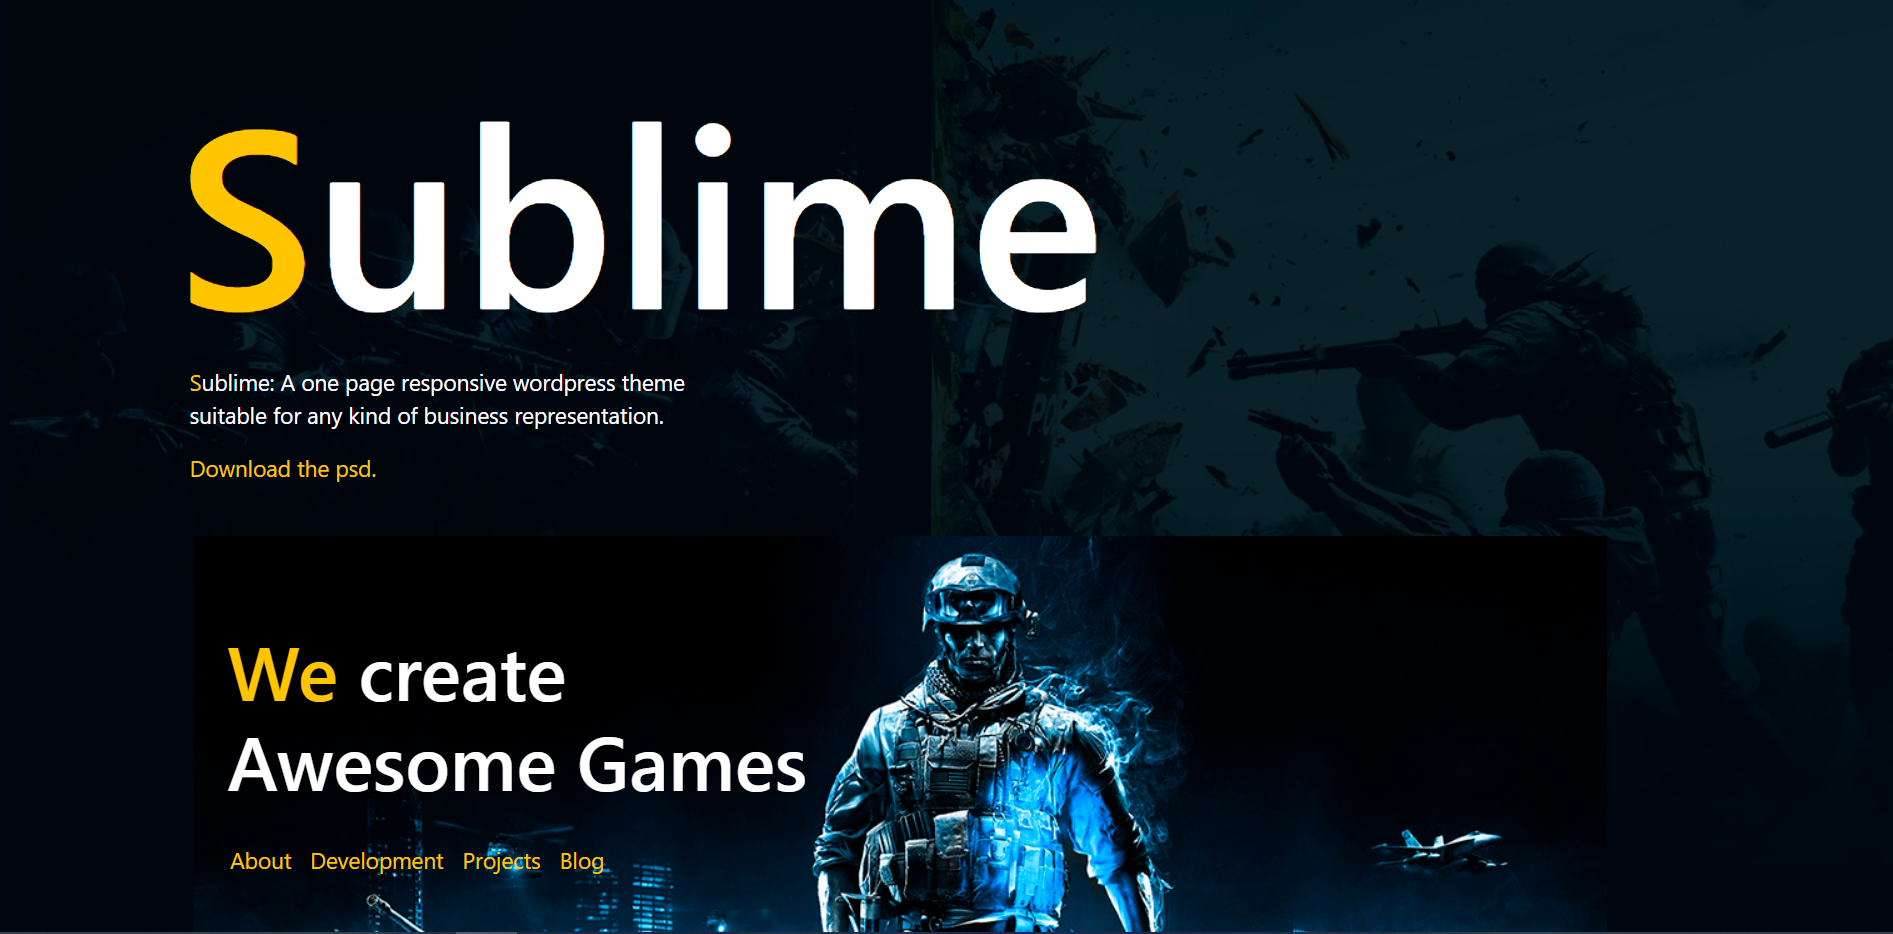 Sublime
Sublime: A one page responsive wordpress theme
suitable for any kind of business representation.
Download the psd.
We create
Awesome Games
About Development Projects Blog